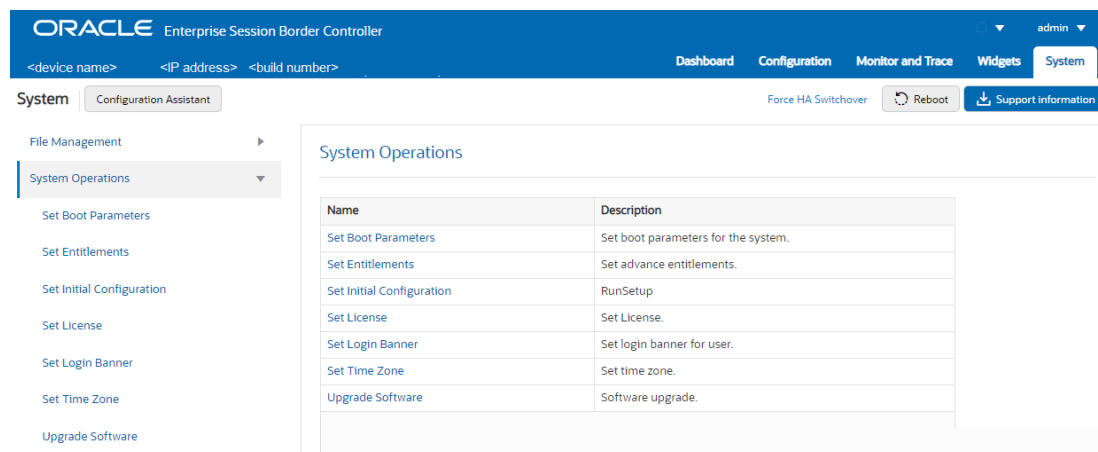 ORACLE Enterprise Session Border Controller admin
<device name> <IP address> <build number> Dashboard Configuration Monitor and Trace Widgets System
System Configuration Assistant Force HA Switchover Reboot Support information
File Management
System Operations
Set Boot Parameters
Set Entitlements
Set Initial Configuration
Set License
Set Login Banner
Set Time Zone
Upgrade Software
System Operations
Name Description
Set Boot Parameters Set boot parameters for the system.
Set Entitlements Set advance entitlements.
Set Initial Configuration RunSetup
Set License Set License.
Set Login Banner Set login banner for user.
Set Time Zone Set time zone.
Upgrade Software Software upgrade.